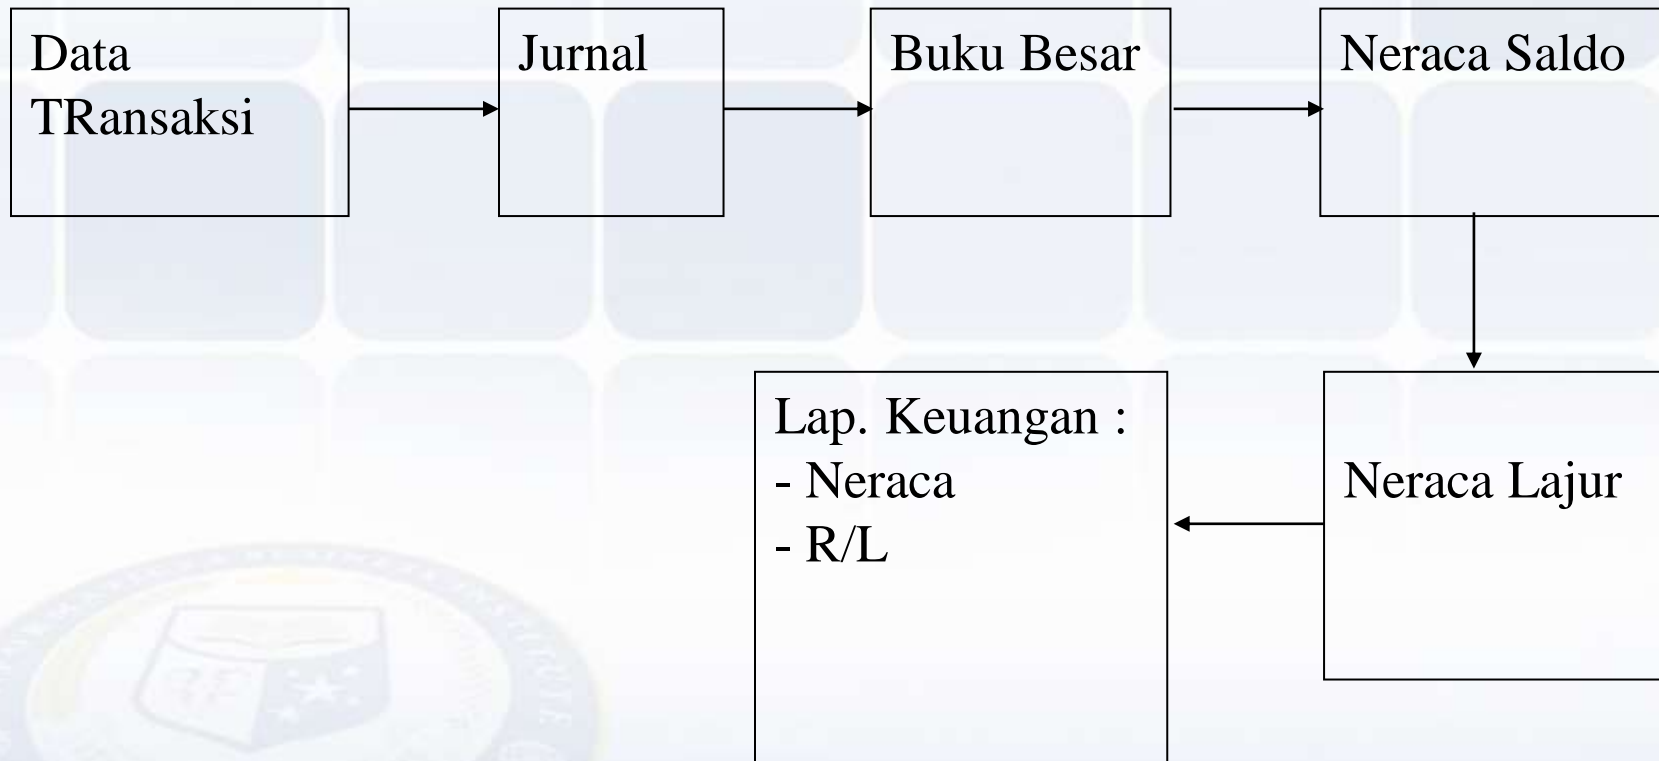 Data
TRansaksi
Jurnal
Buku Besar
Neraca Saldo
Neraca Lajur
Lap. Keuangan :
- Neraca
- R/L